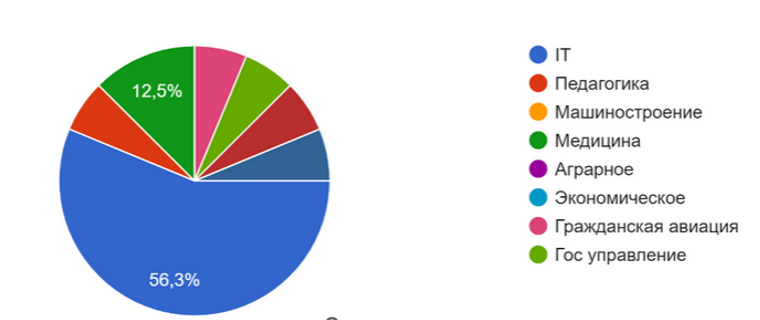 12,5%
56,3%
IT
Педагогика
Машиностроение
Медицина
Аграрное
Экономическое
Гражданская авиация
Гос управление